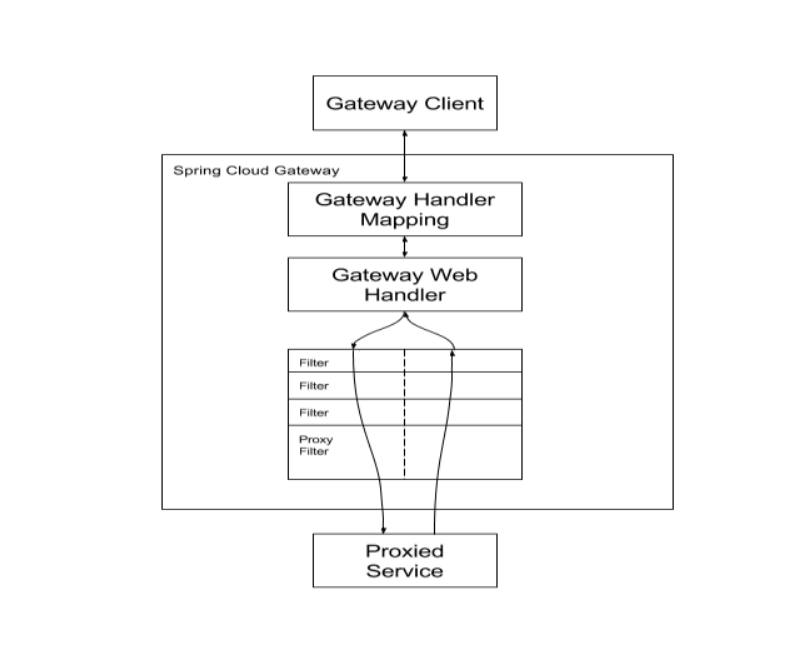 Gateway Client
Spring Cloud Gateway
Gateway Handler
Mapping
Gateway Web
Handler
Filter
Filter
Filter
Proxy
Filter
Proxied
Service